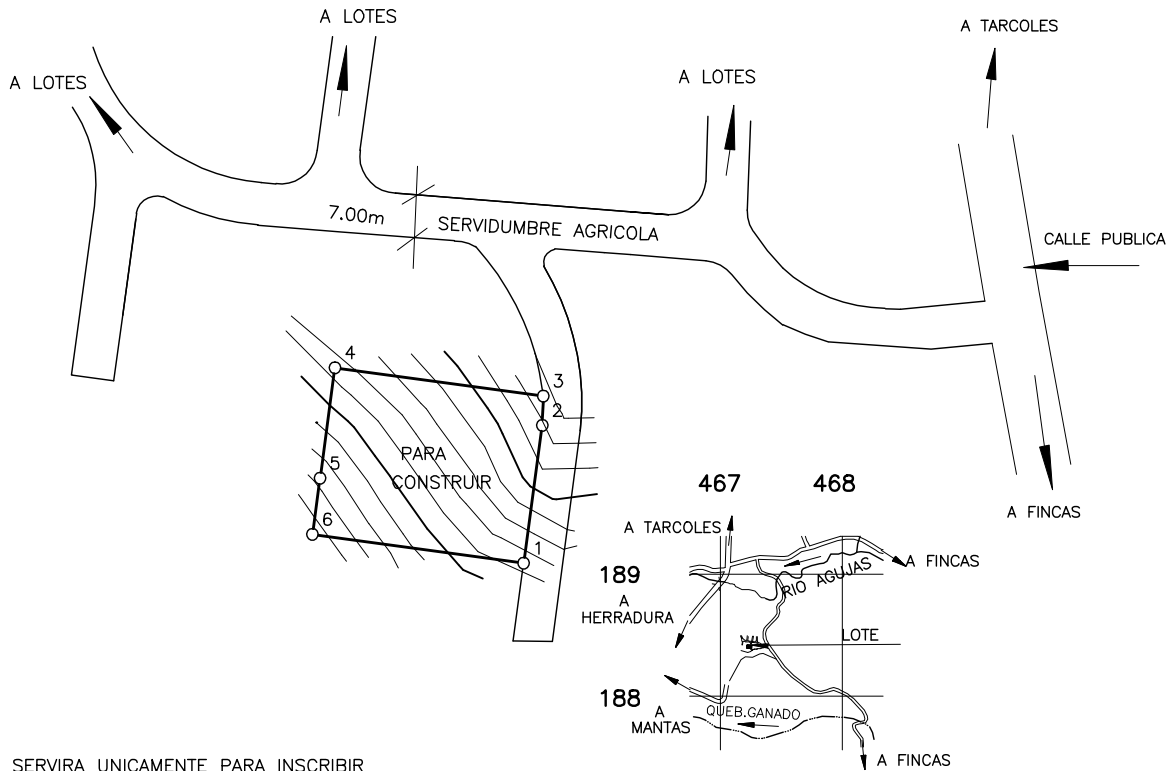 A LOTES
A LOTES
A LOTES
A TARCOLES
7.00m
SERVIDUMBRE AGRICOLA
CALLE PUBLICA
4
3
2
PARA
CONSTRUIR
5
6
1
A FINCAS
467
468
A TARCOLES
A FINCAS
RIO AGUJAS
189
A
HERRADURA
LOTE
188
A
MANTAS
QUEB.GANADO
A FINCAS
SERVIRA UNICAMENTE PARA INSCRIBIR